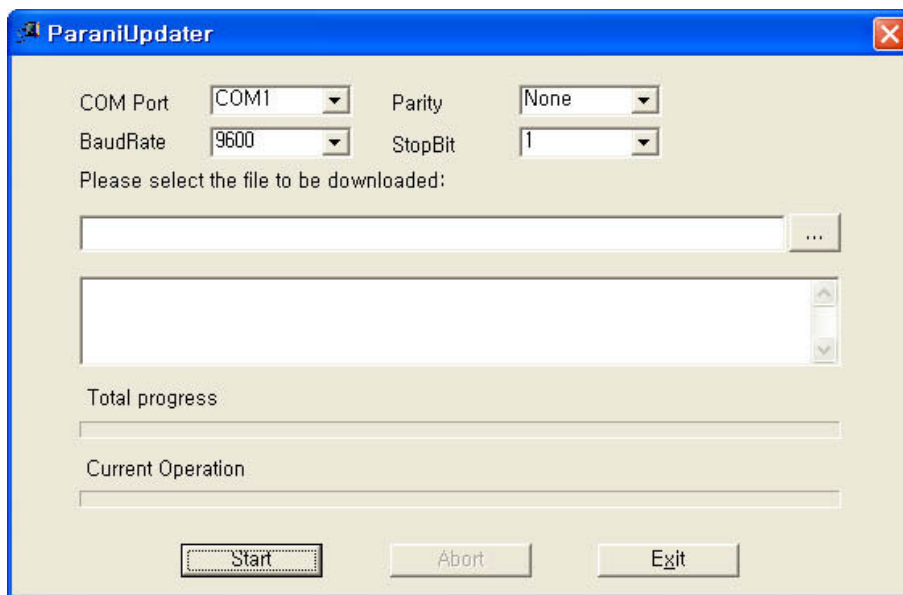 ParaniUpdater
COM Port COM1 Parity None
BaudRate 9600 StopBit 1
Please select the file to be downloaded:
...
Total progress
Current Operation
Start Abort Exit